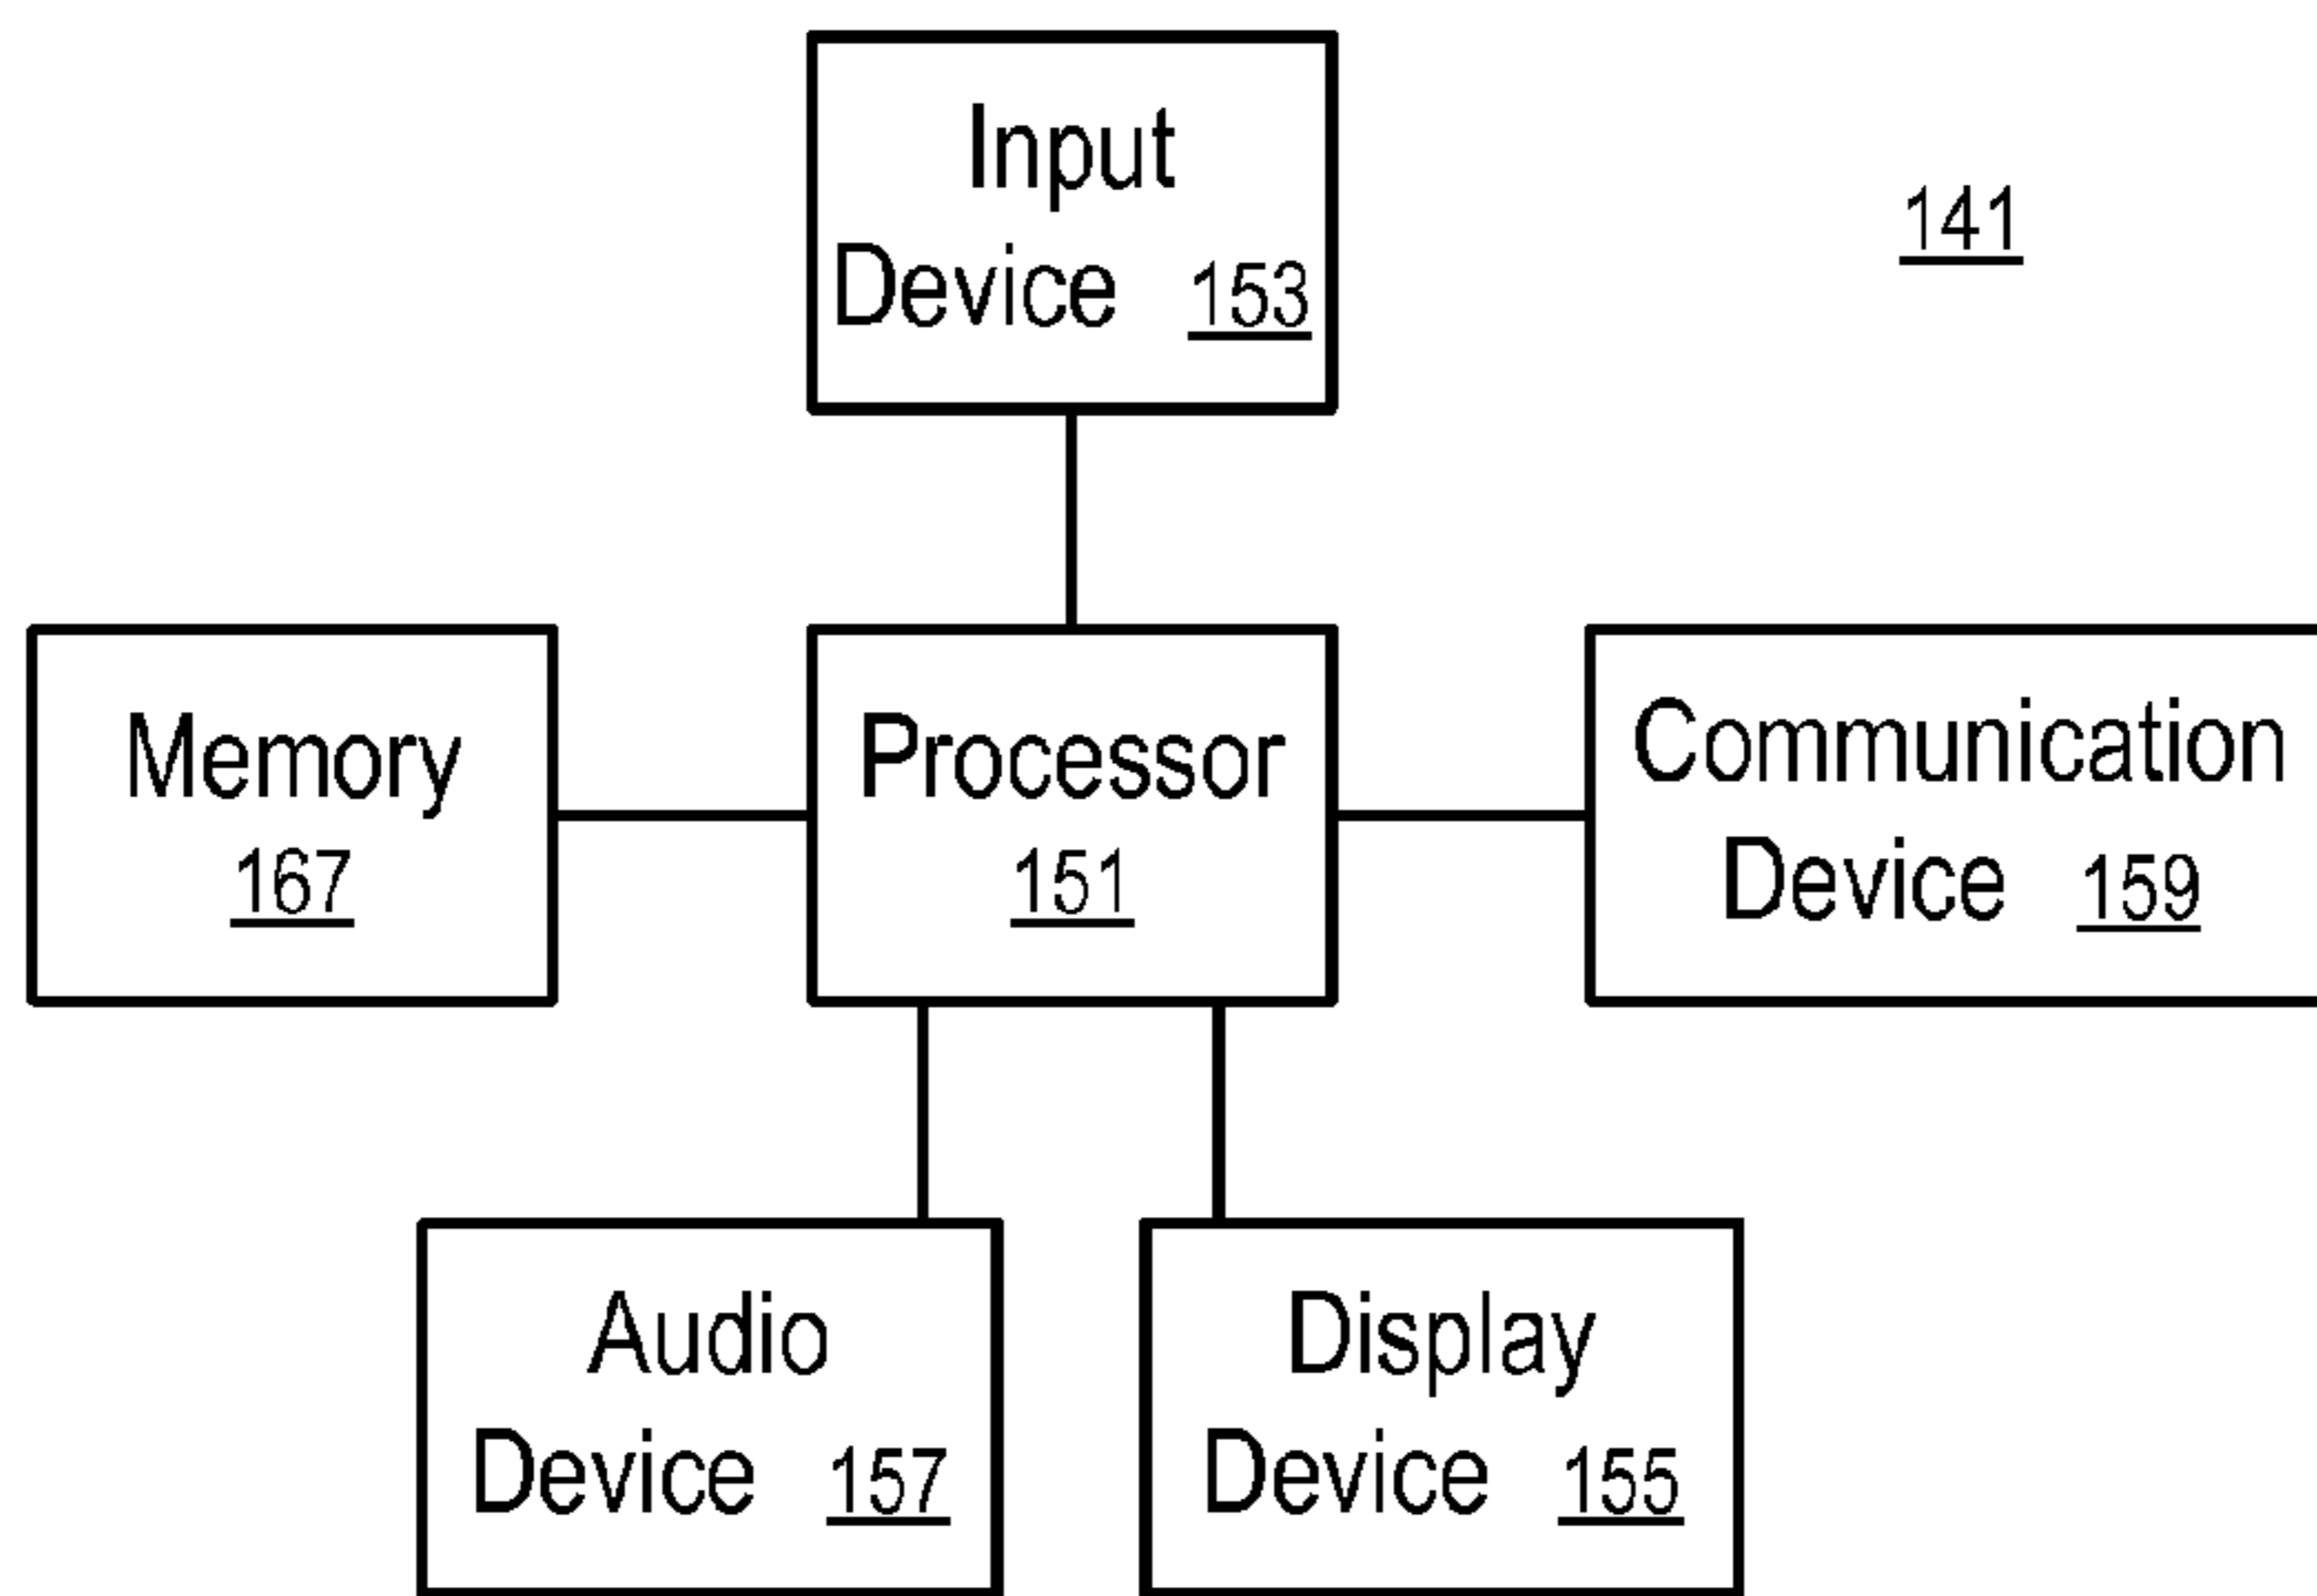 Input
Device 153
141
Memory
167
Processor
151
Communication
Device 159
Audio
Device 157
Display
Device 155